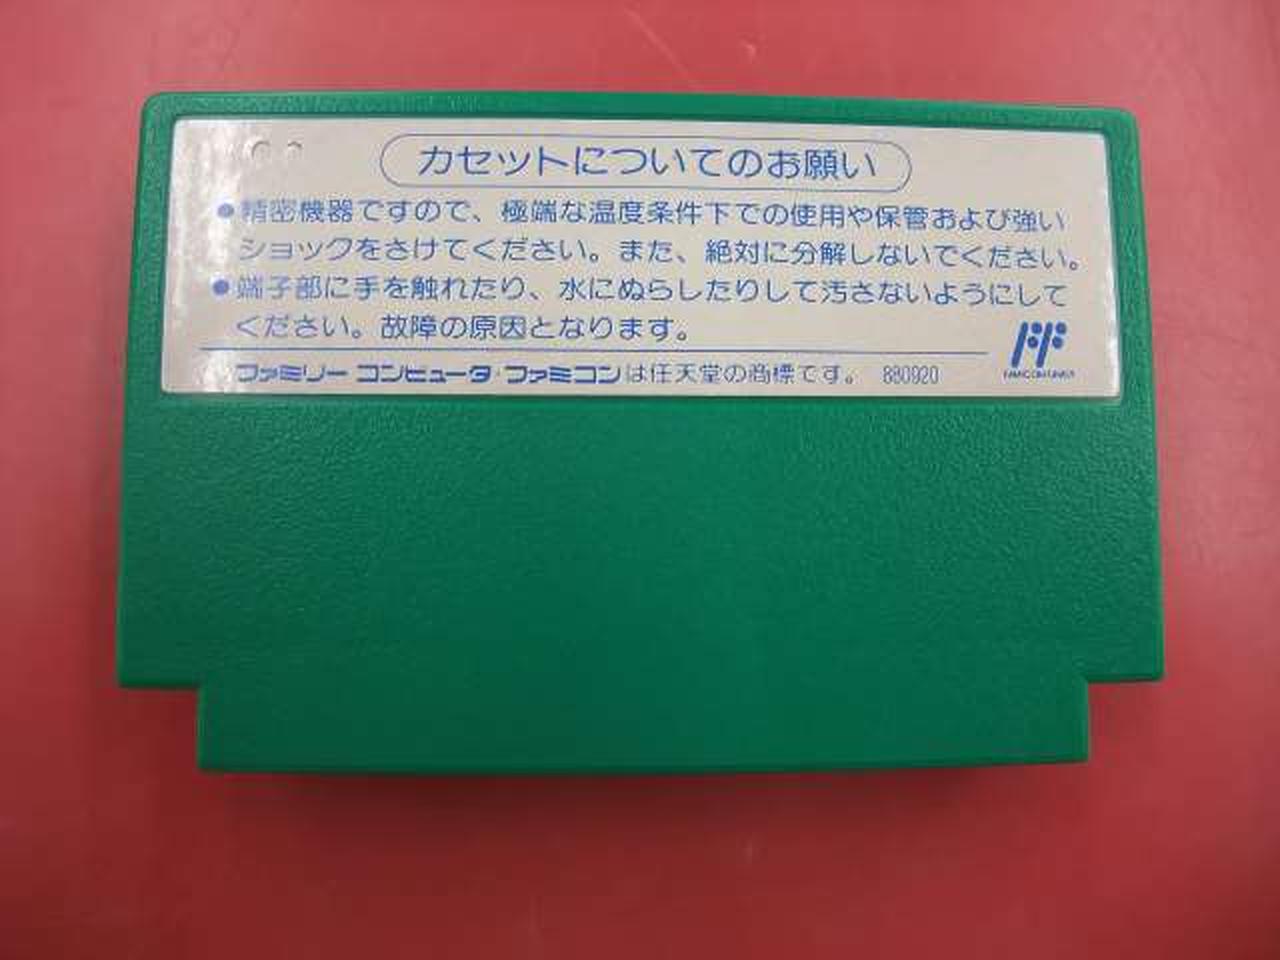 カセットについてのお願い
●精密機器ですので、極端な温度条件下での使用や保管および強い
ショックをさけてください。また、絶対に分解しないでください。
●端子部に手を触れたり、水にぬらしたりして汚さないようにして
ください。故障の原因となります。
ファミリー コンピュータ・ファミコンは任天堂の商標です。 880920
FAMICOM FAMILY